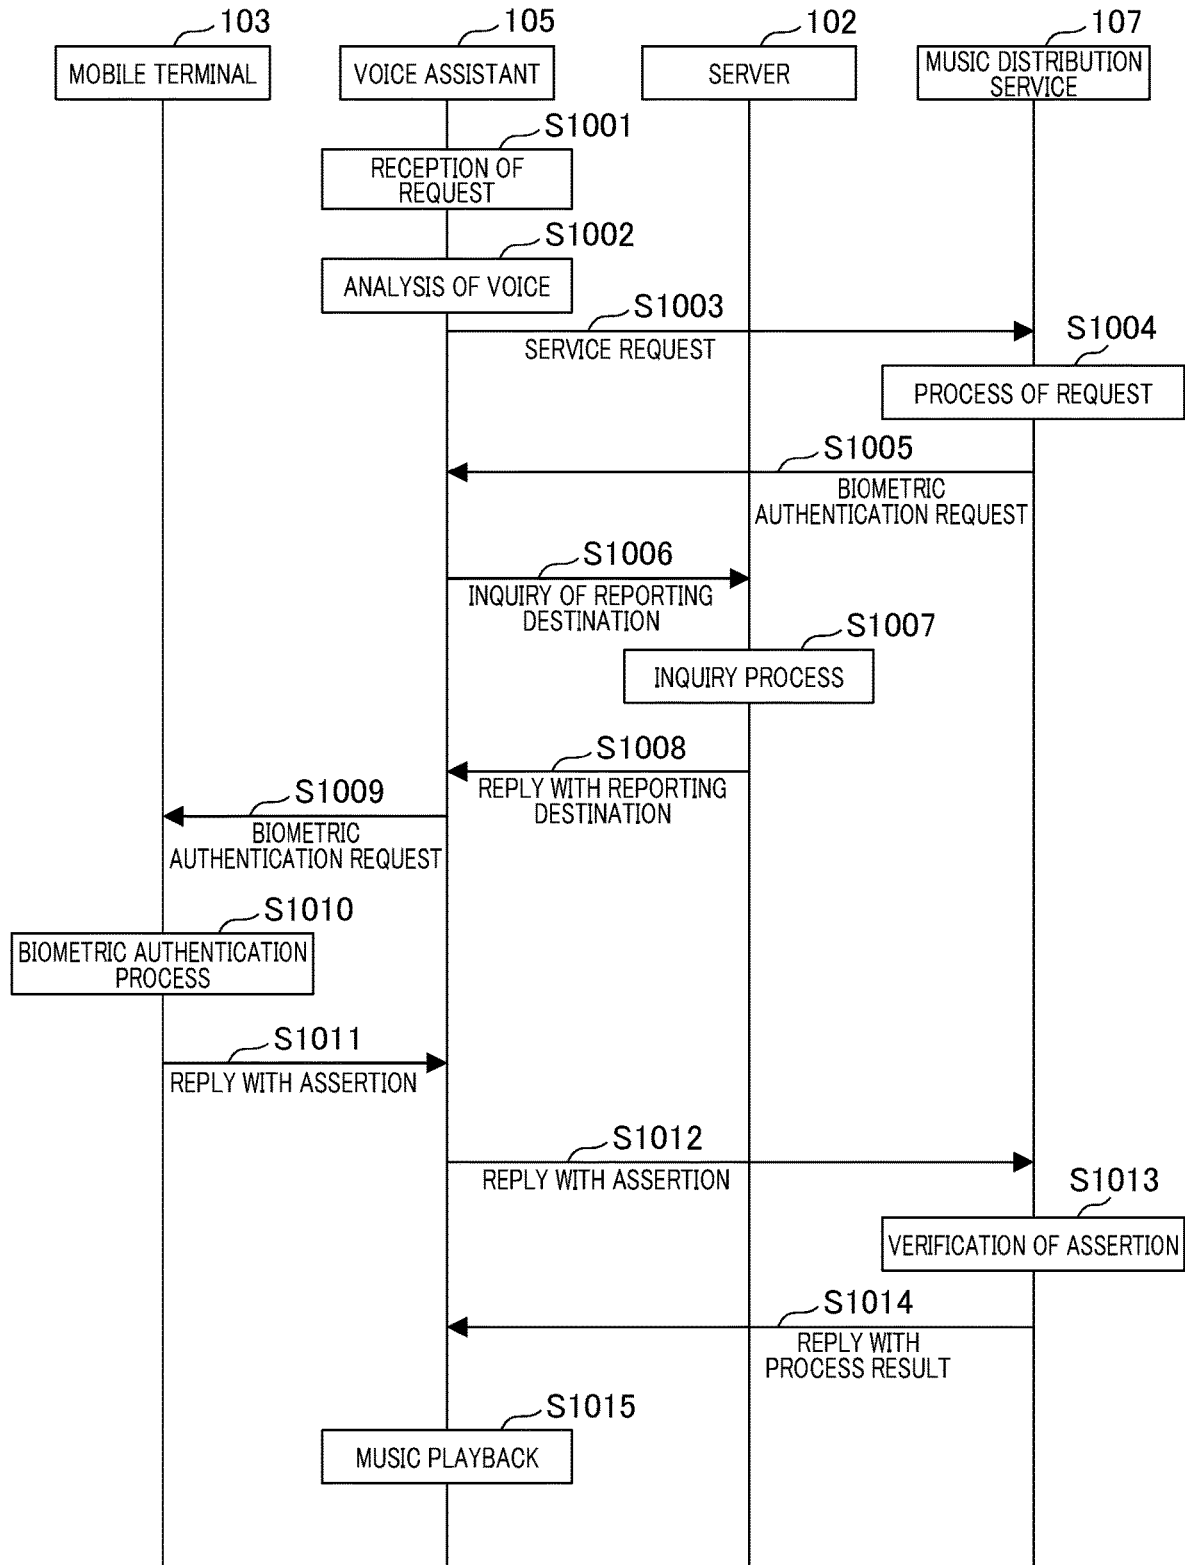 103
105
102
107
MOBILE TERMINAL
VOICE ASSISTANT
SERVER
MUSIC DISTRIBUTION
SERVICE
S1001
RECEPTION OF
REQUEST
S1002
ANALYSIS OF VOICE
S1003
SERVICE REQUEST
S1004
PROCESS OF REQUEST
S1005
BIOMETRIC
AUTHENTICATION REQUEST
S1006
INQUIRY OF REPORTING
DESTINATION
S1007
INQUIRY PROCESS
S1008
REPLY WITH REPORTING
DESTINATION
S1009
BIOMETRIC
AUTHENTICATION REQUEST
S1010
BIOMETRIC AUTHENTICATION
PROCESS
S1011
REPLY WITH ASSERTION
S1012
REPLY WITH ASSERTION
S1013
VERIFICATION OF ASSERTION
S1014
REPLY WITH
PROCESS RESULT
S1015
MUSIC PLAYBACK